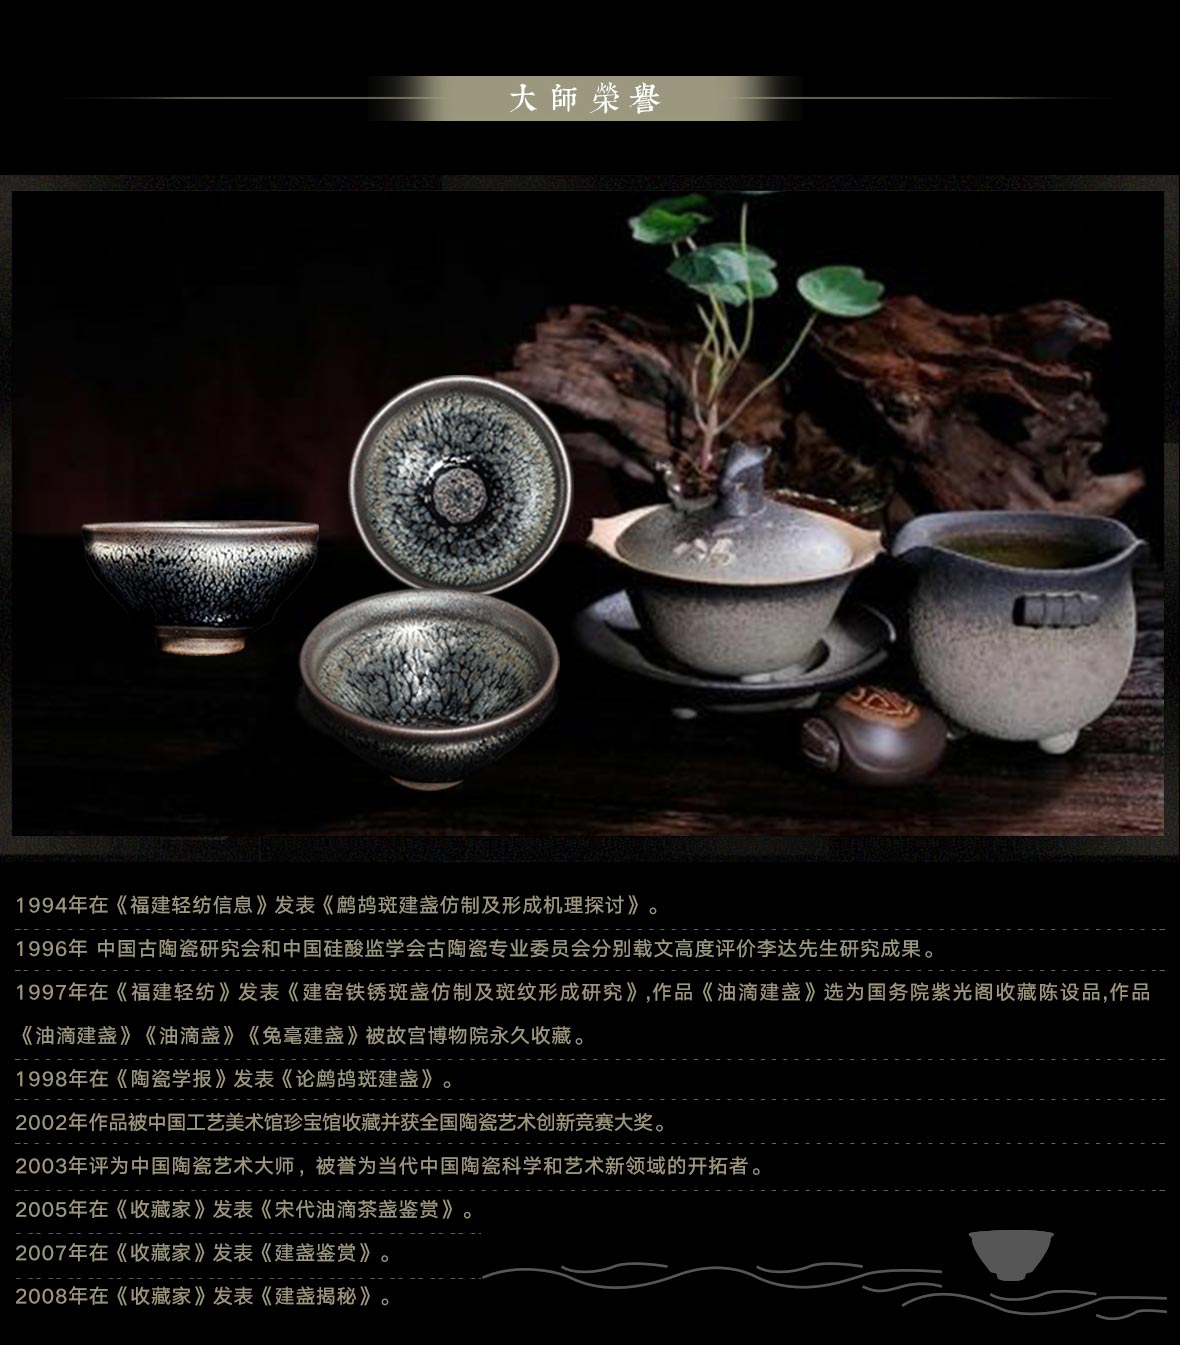 大師榮譽
1994年在《福建轻纺信息》发表《鹧鸪斑建盏仿制及形成机理探讨》。
1996年 中国古陶瓷研究会和中国硅酸监学会古陶瓷专业委员会分别载文高度评价李达先生研究成果。
1997年在《福建轻纺》发表《建窑铁锈斑盏仿制及斑纹形成研究》,作品《油滴建盏》选为国务院紫光阁收藏陈设品,作品
《油滴建盏》《油滴盏》《兔毫建盏》被故宫博物院永久收藏。
1998年在《陶瓷学报》发表《论鹧鸪斑建盏》。
2002年作品被中国工艺美术馆珍宝馆收藏并获全国陶瓷艺术创新竞赛大奖。
2003年评为中国陶瓷艺术大师，被誉为当代中国陶瓷科学和艺术新领域的开拓者。
2005年在《收藏家》发表《宋代油滴茶盏鉴赏》。
2007年在《收藏家》发表《建盏鉴赏》。
2008年在《收藏家》发表《建盏揭秘》。